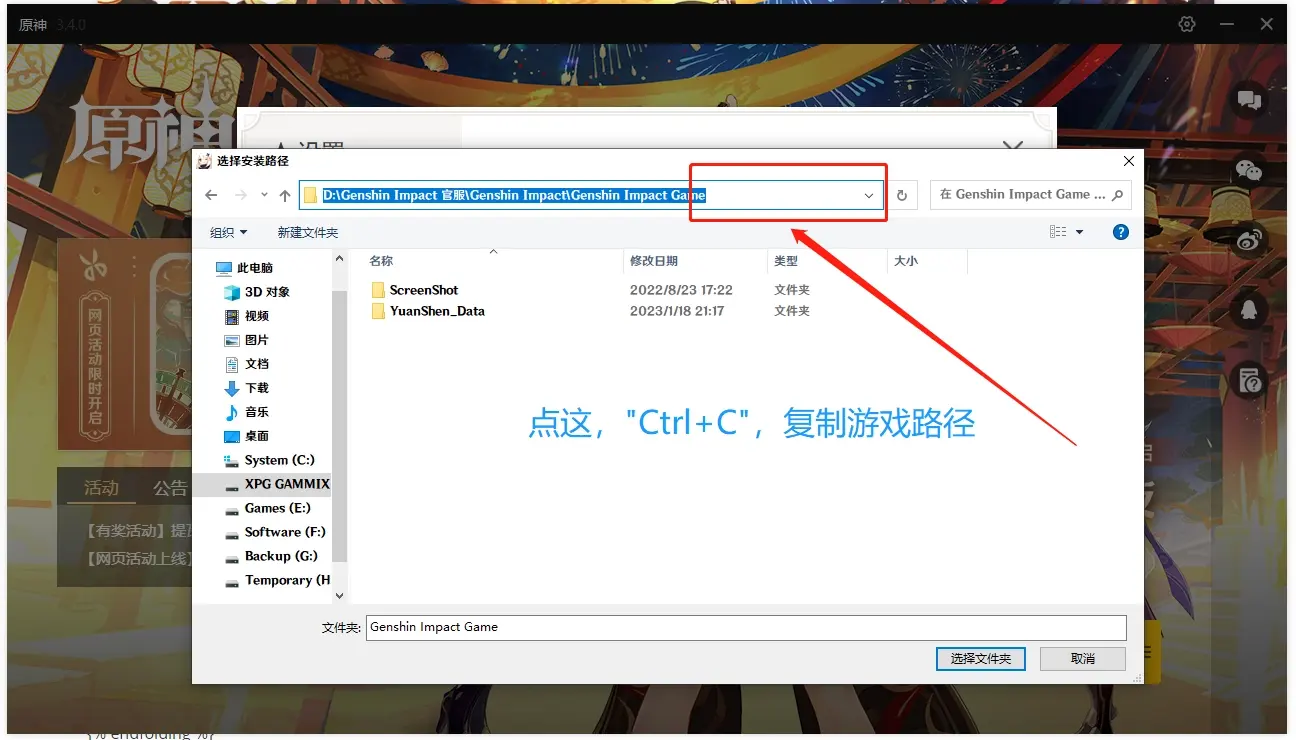 原神 3.4.0
原神
设置
选择安装路径
D:\Genshin Impact 官服\Genshin Impact\Genshin Impact Game
在 Genshin Impact Game ...
组织
新建文件夹
名称
修改日期
类型
大小
此电脑
3D 对象
视频
图片
文档
下载
音乐
桌面
System (C:)
XPG GAMMIX
Games (E:)
Software (F:)
Backup (G:)
Temporary (H
ScreenShot 2022/8/23 17:22 文件夹
YuanShen_Data 2023/1/18 21:17 文件夹
点这，"Ctrl+C"，复制游戏路径
网页活动限时开启
活动 公告
【有奖活动】提瓦
【网页活动上线】
文件夹: Genshin Impact Game
选择文件夹
取消
{% endfolding %}